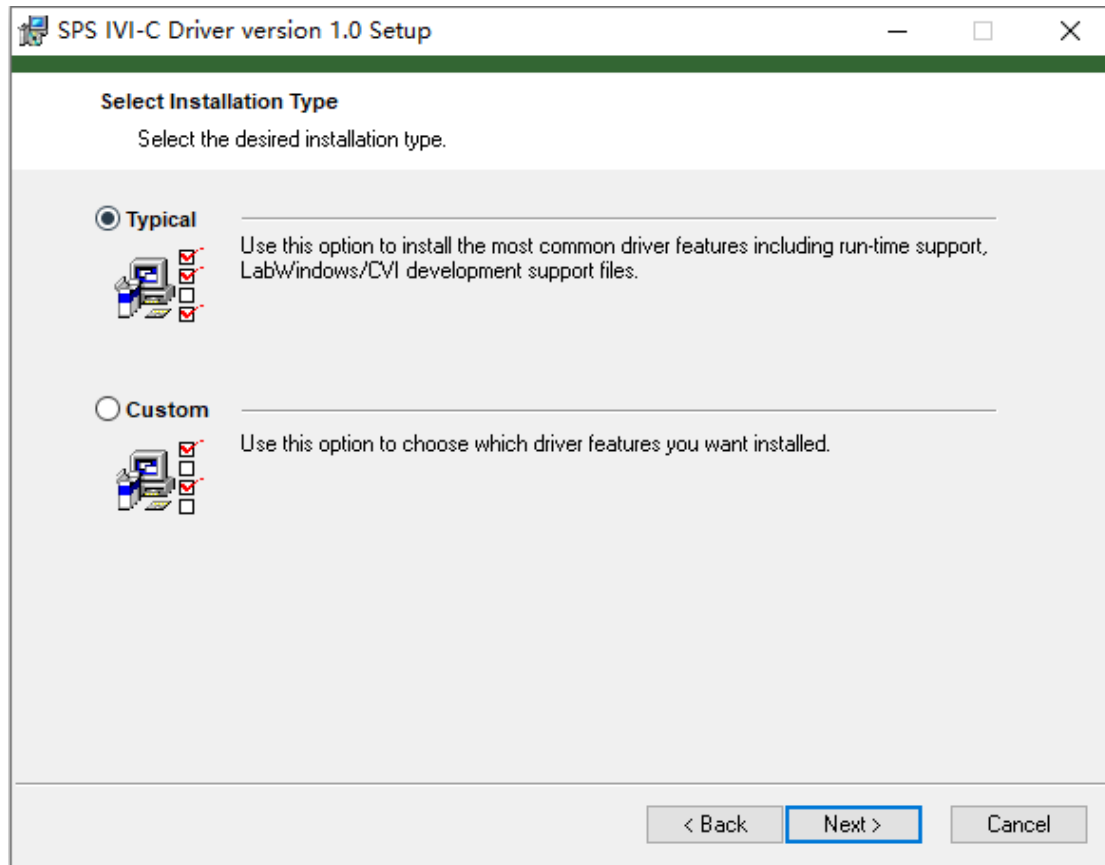 SPS IVI-C Driver version 1.0 Setup
Select Installation Type
Select the desired installation type.
Typical
Use this option to install the most common driver features including run-time support,
LabWindows/CVI development support files.
Custom
Use this option to choose which driver features you want installed.
< Back
Next >
Cancel